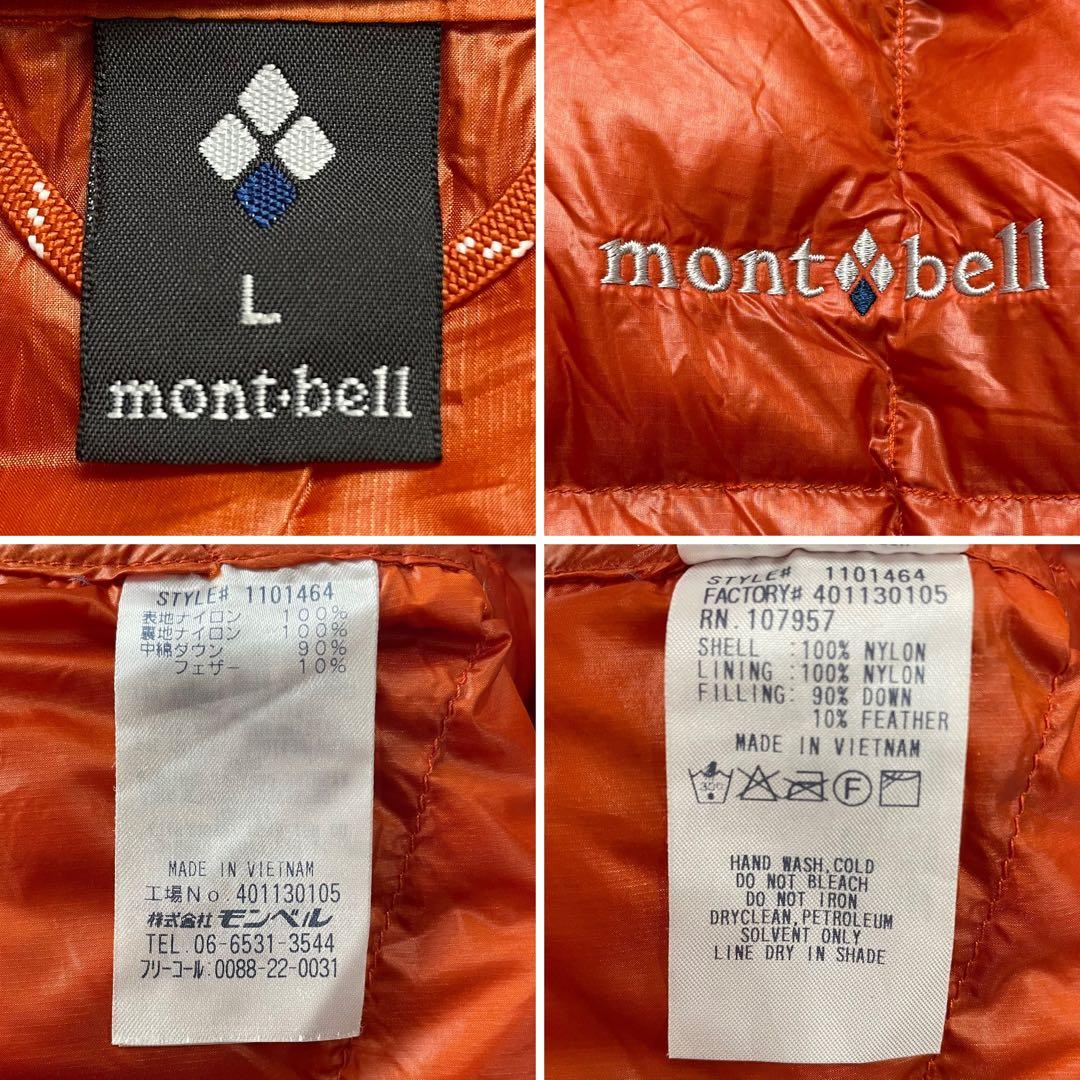 L
mont·bell
mont bell
STYLE# 1101464
表地ナイロン 100%
裏地ナイロン 100%
中綿ダウン 90%
フェザー 10%
MADE IN VIETNAM
工場No. 401130105
株式会社 モンベル
TEL. 06-6531-3544
フリーコール: 0088-22-0031
STYLE# 1101464
FACTORY# 401130105
RN. 107957
SHELL :100% NYLON
LINING :100% NYLON
FILLING: 90% DOWN
10% FEATHER
MADE IN VIETNAM
30° F
HAND WASH,COLD
DO NOT BLEACH
DO NOT IRON
DRYCLEAN,PETROLEUM
SOLVENT ONLY
LINE DRY IN SHADE